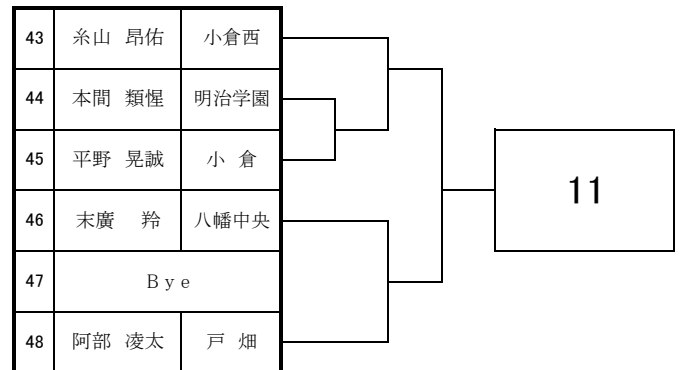 43 糸山 昂佑 小倉西
44 本間 類惺 明治学園
45 平野 晃誠 小 倉
46 末廣 羚 八幡中央
47 Bye
48 阿部 凌太 戸 畑
11